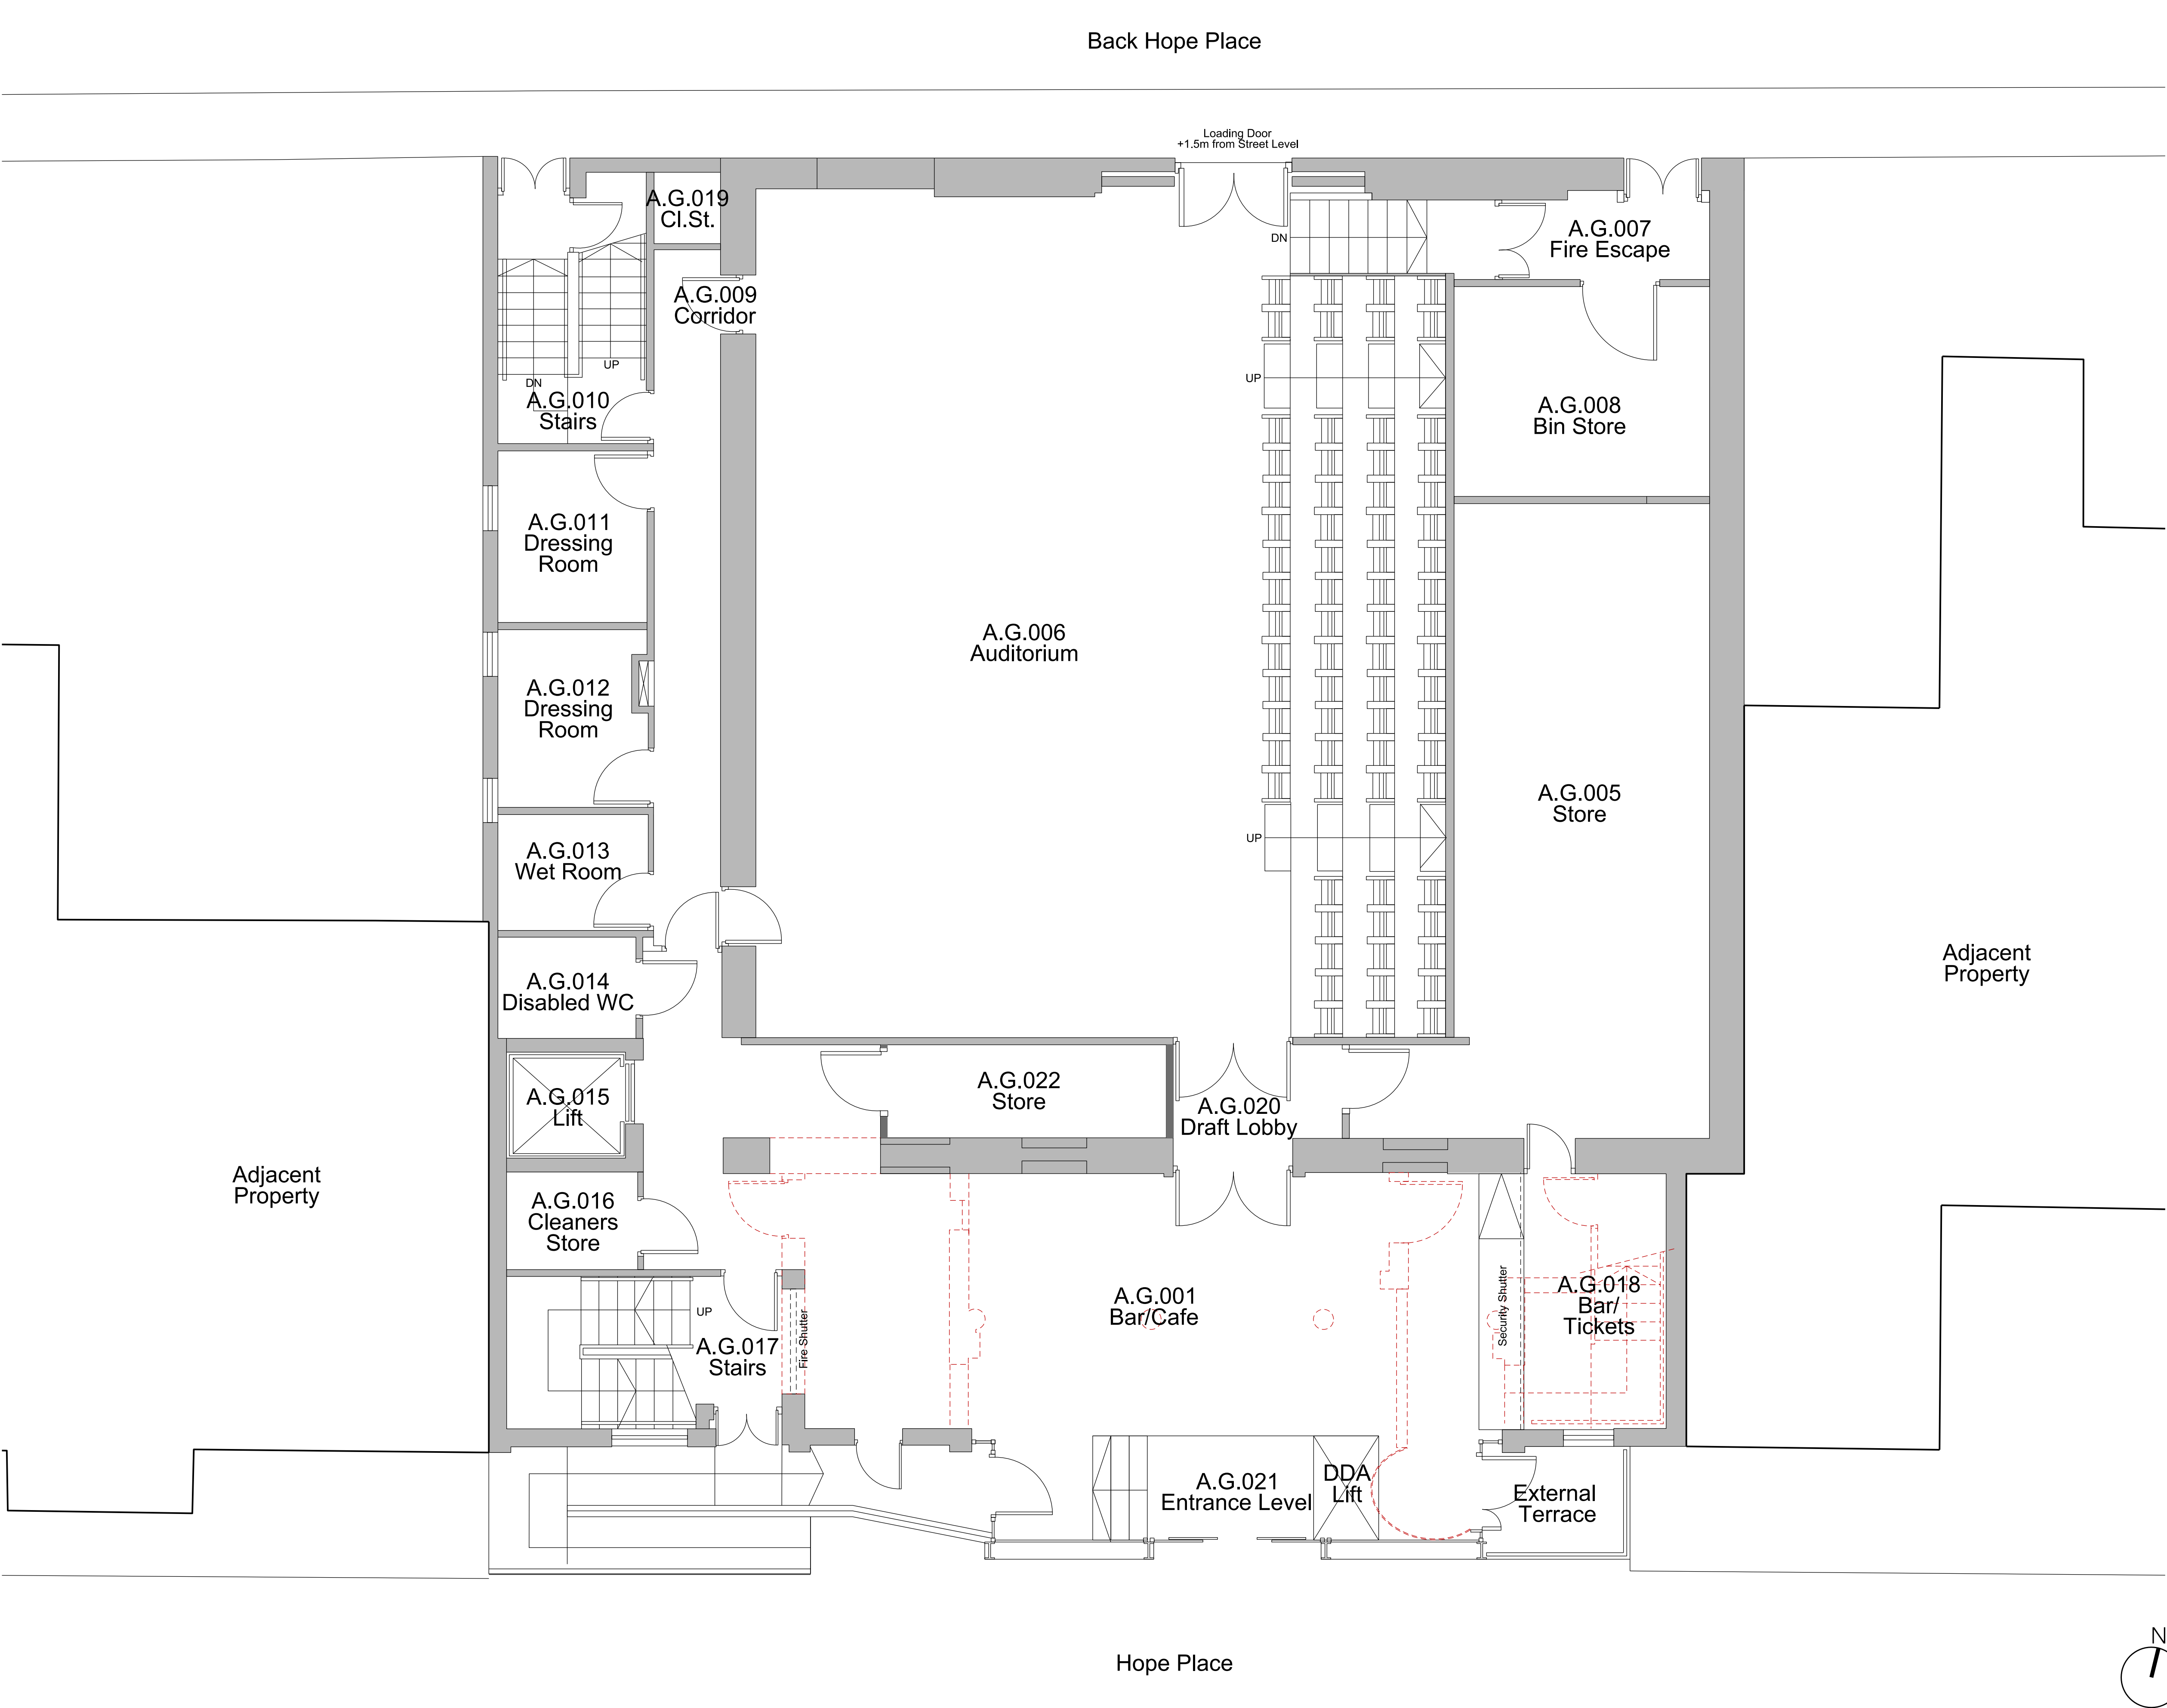 Back Hope Place
Loading Door
+1.5m from Street Level
A.G.019
Cl.St.
A.G.007
Fire Escape
DN
A.G.009
Corridor
UP
DN
A.G.010
Stairs
UP
A.G.008
Bin Store
A.G.011
Dressing
Room
A.G.006
Auditorium
A.G.012
Dressing
Room
A.G.005
Store
UP
A.G.013
Wet Room
Adjacent
Property
A.G.014
Disabled WC
A.G.022
Store
A.G.015
Lift
A.G.020
Draft Lobby
Adjacent
Property
A.G.016
Cleaners
Store
A.G.001
Bar/Cafe
Security Shutter
A.G.018
Bar/
Tickets
UP
Fire Shutter
A.G.017
Stairs
A.G.021
Entrance Level
DDA
Lift
External
Terrace
Hope Place
N